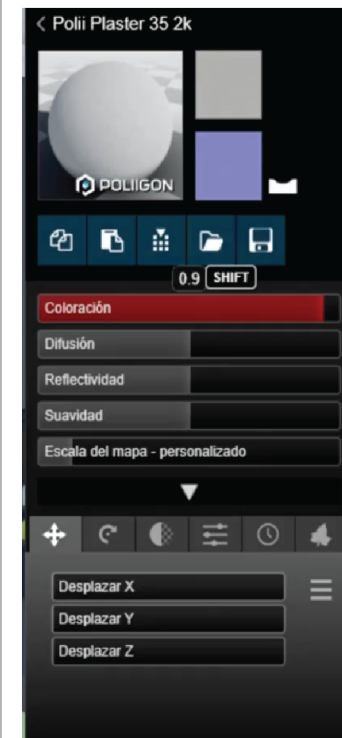 < Polii Plaster 35 2k
POLIIGON
0.9 SHIFT
Coloración
Difusión
Reflectividad
Suavidad
Escala del mapa - personalizado
Desplazar X
Desplazar Y
Desplazar Z